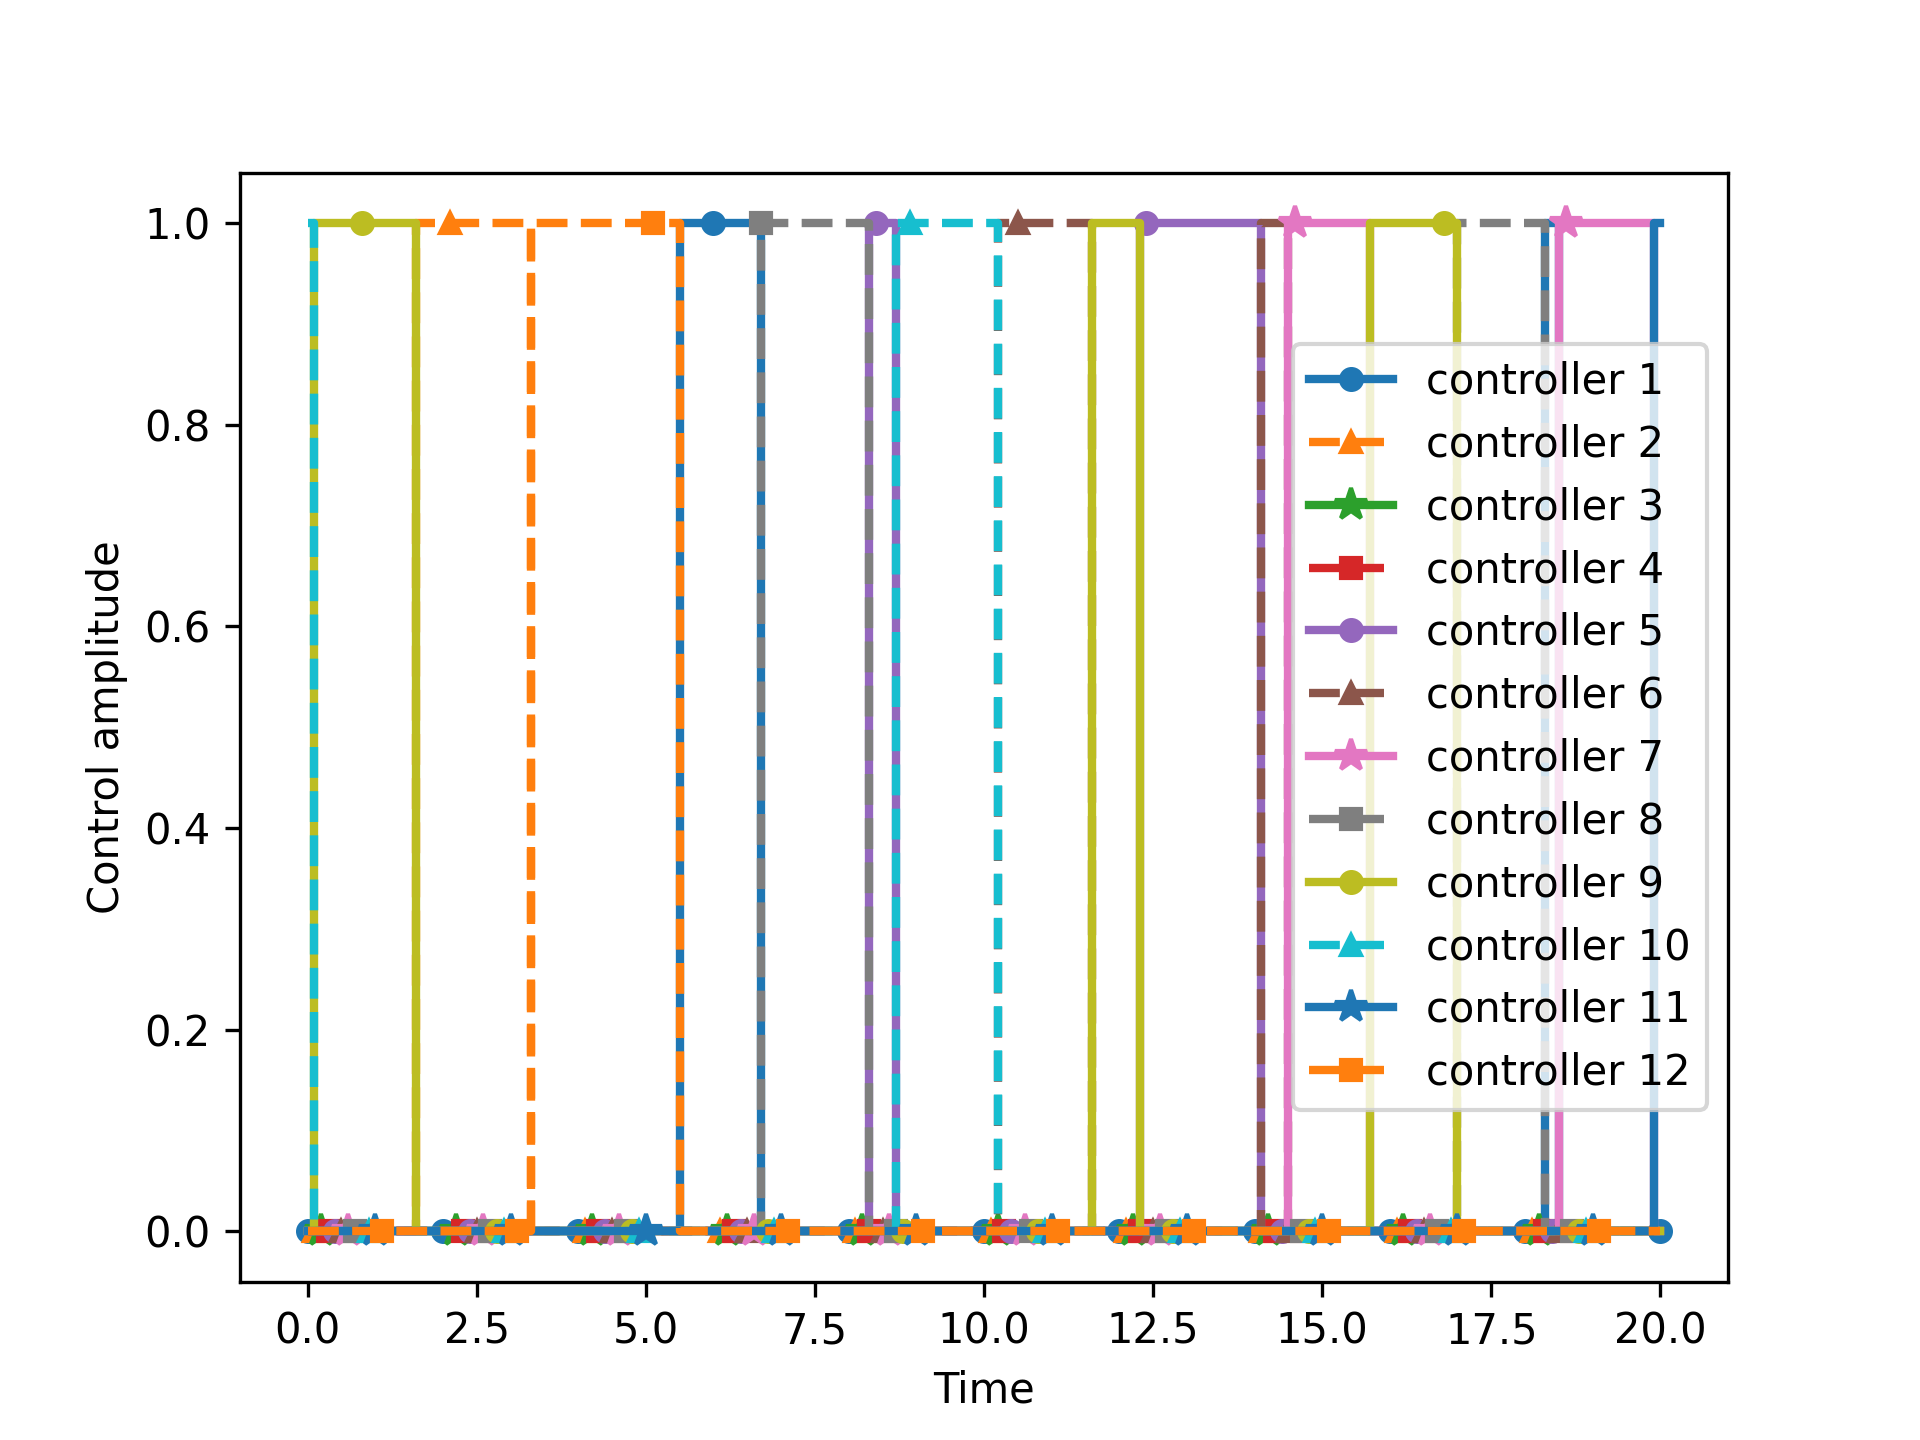 1.0
0.8
0.6
0.4
0.2
0.0
Control amplitude
0.0 2.5 5.0 7.5 10.0 12.5 15.0 17.5 20.0
Time
controller 1
controller 2
controller 3
controller 4
controller 5
controller 6
controller 7
controller 8
controller 9
controller 10
controller 11
controller 12